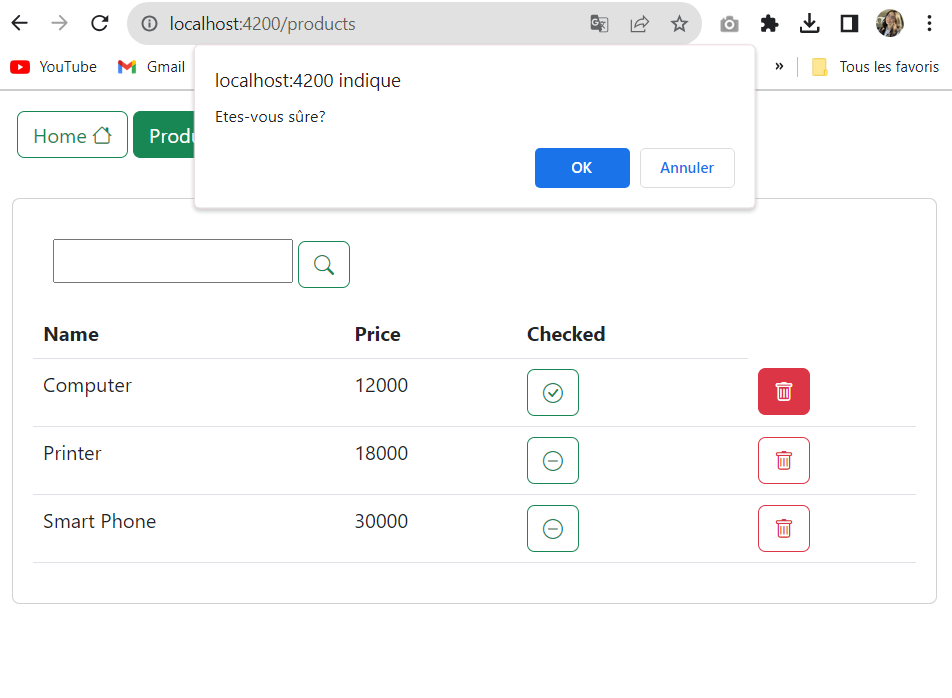 localhost:4200/products
YouTube
Gmail
»
Tous les favoris
localhost:4200 indique
Etes-vous sûre?
OK
Annuler
Home
Produ
Name Price Checked
Computer 12000
Printer 18000
Smart Phone 30000